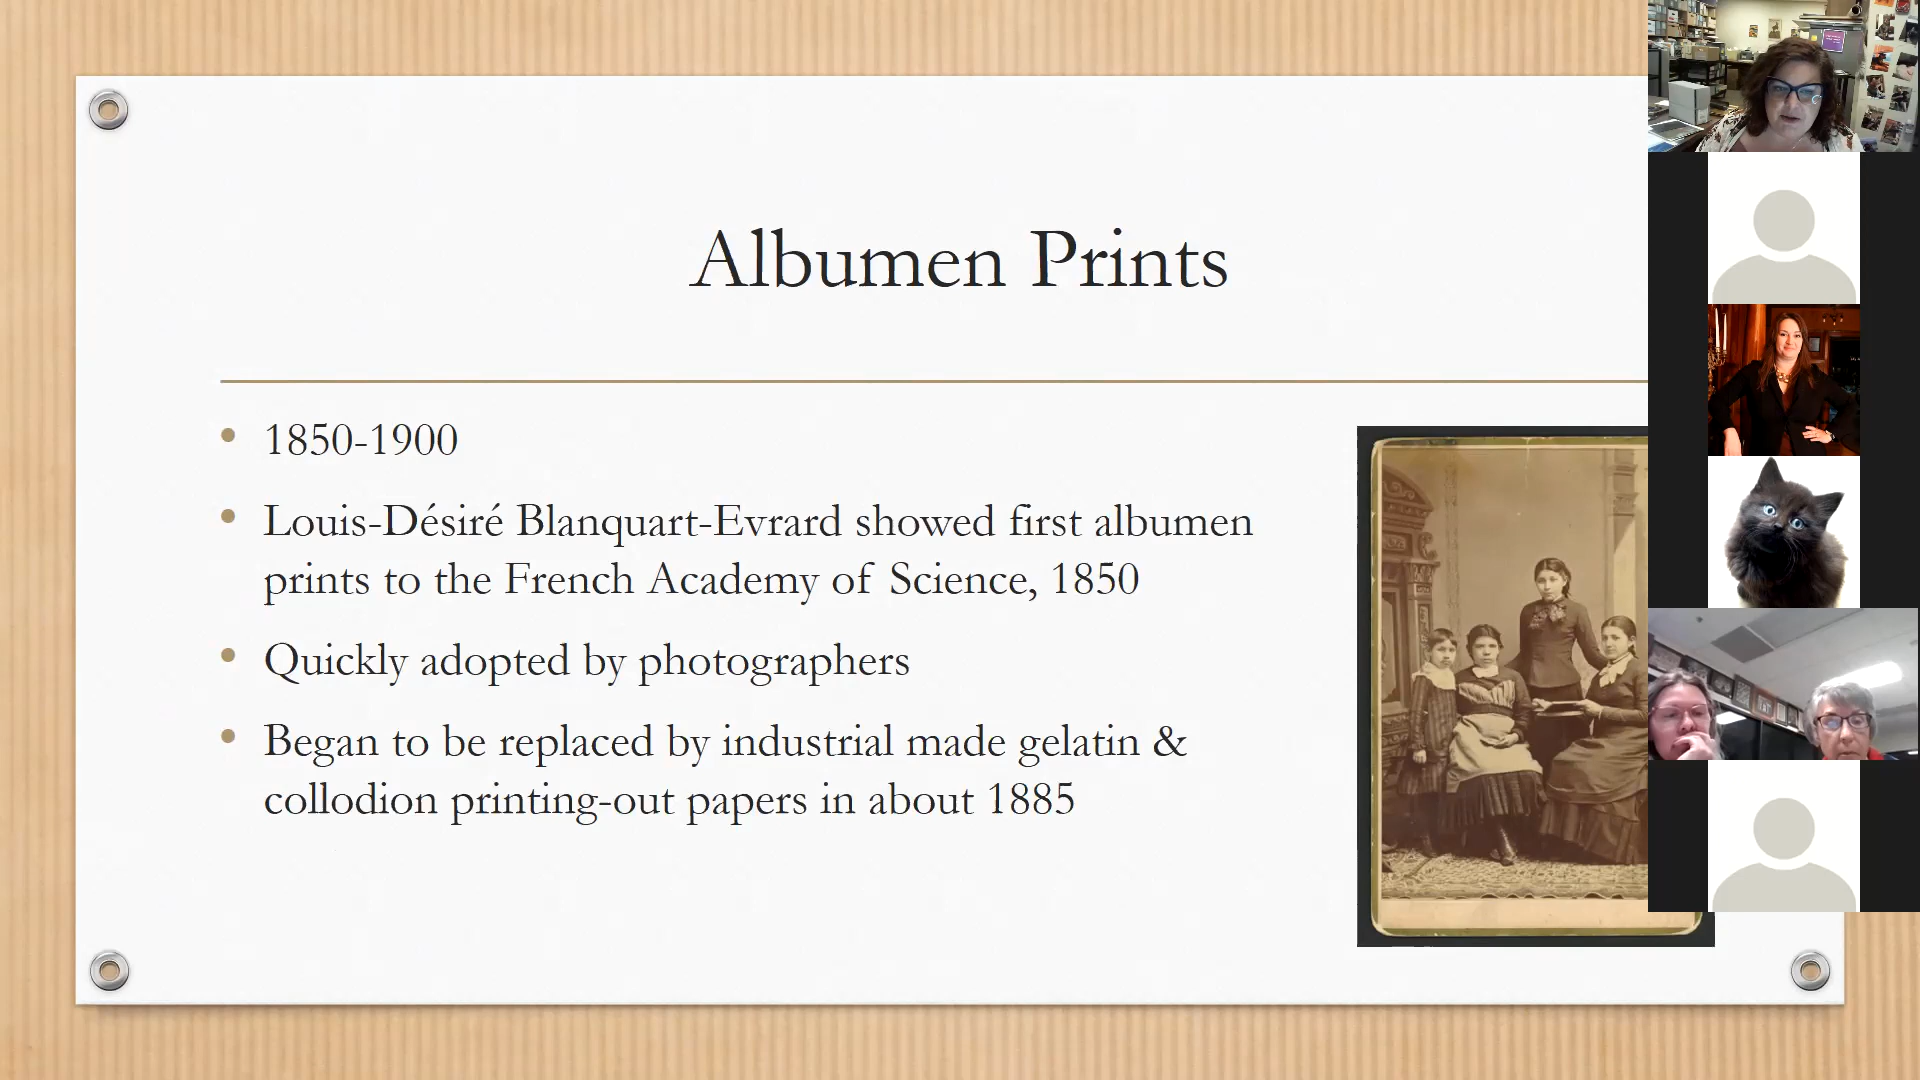 Albumen Prints
1850-1900
Louis-Désiré Blanquart-Evrard showed first albumen
prints to the French Academy of Science, 1850
Quickly adopted by photographers
Began to be replaced by industrial made gelatin &
collodion printing-out papers in about 1885